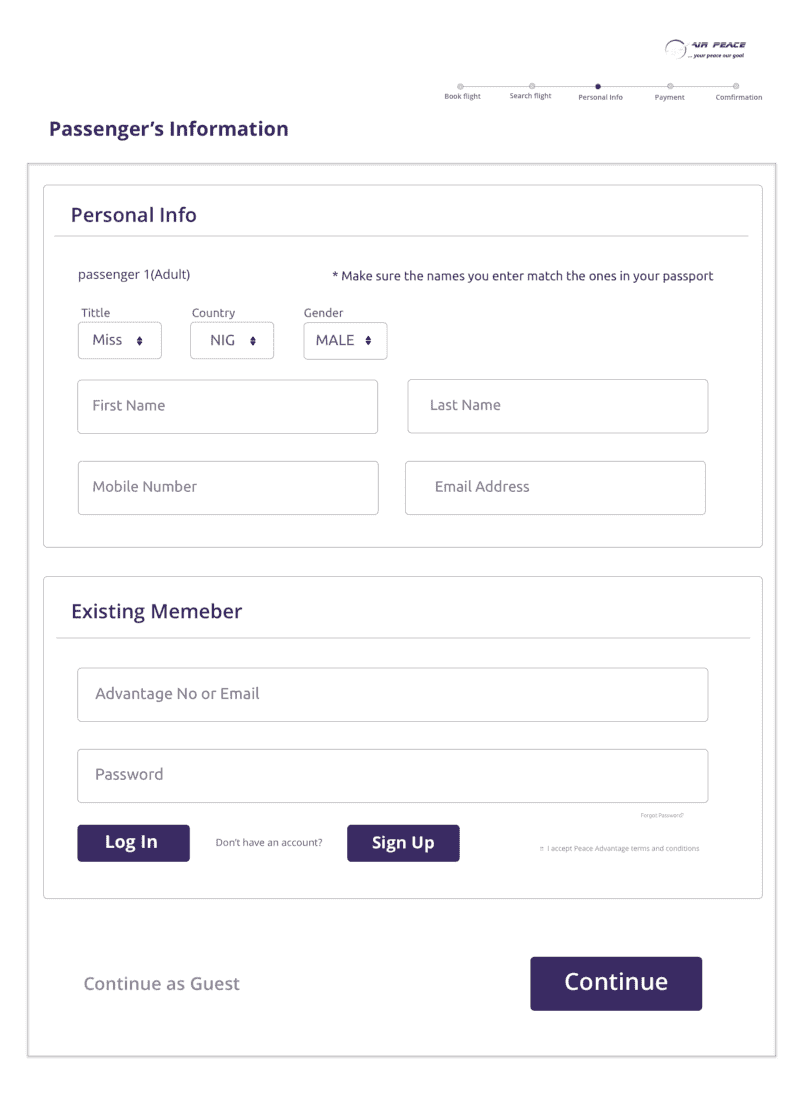 AIR PEACE
... your peace our goal
Book flight
Search flight
Personal Info
Payment
Comfirmation
Passenger's Information
Personal Info
passenger 1(Adult)
* Make sure the names you enter match the ones in your passport
Tittle
Country
Gender
Miss
NIG
MALE
First Name
Last Name
Mobile Number
Email Address
Existing Memeber
Advantage No or Email
Password
Forgot Password?
Log In
Don't have an account?
Sign Up
I accept Peace Advantage terms and conditions
Continue as Guest
Continue